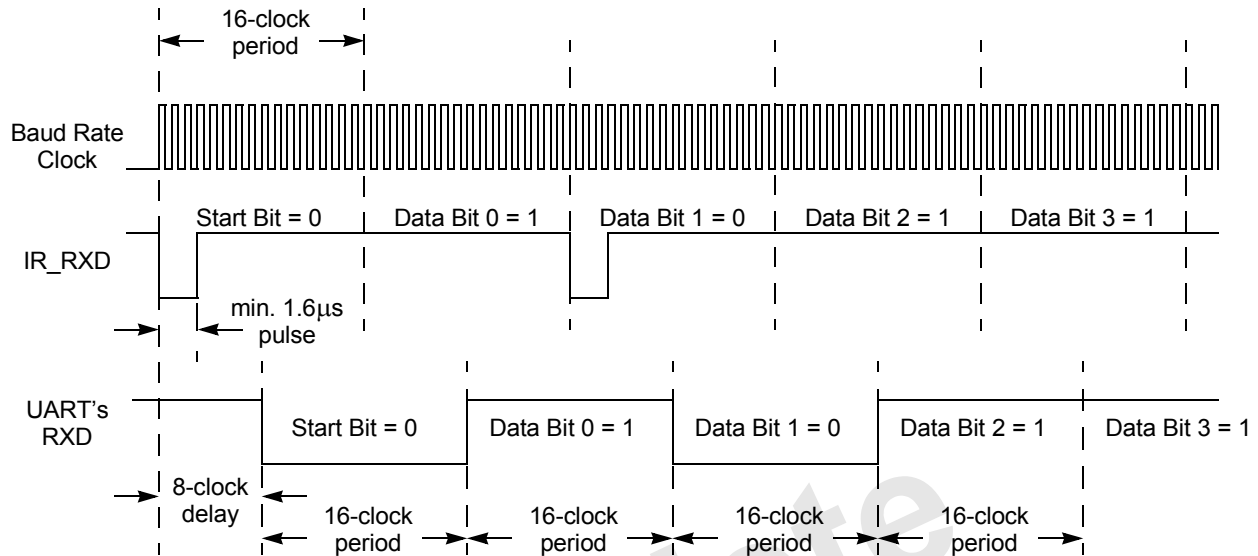 16-clock
period
Baud Rate
Clock
Start Bit = 0
Data Bit 0 = 1
Data Bit 1 = 0
Data Bit 2 = 1
Data Bit 3 = 1
IR_RXD
min. 1.6μs
pulse
UART's
RXD
Start Bit = 0
Data Bit 0 = 1
Data Bit 1 = 0
Data Bit 2 = 1
Data Bit 3 = 1
8-clock
delay
16-clock
period
16-clock
period
16-clock
period
16-clock
period